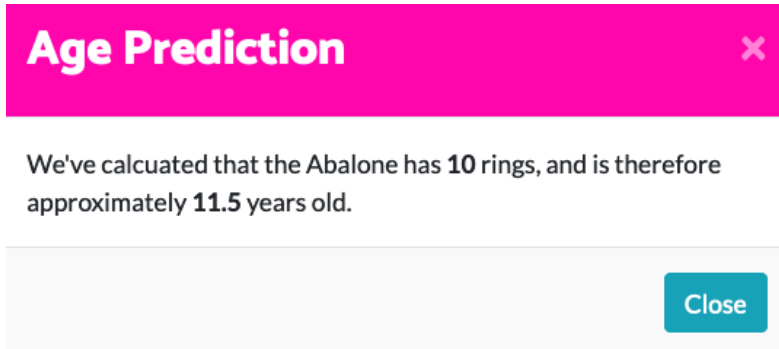 Age Prediction
×
We've calcuated that the Abalone has 10 rings, and is therefore
approximately 11.5 years old.
Close